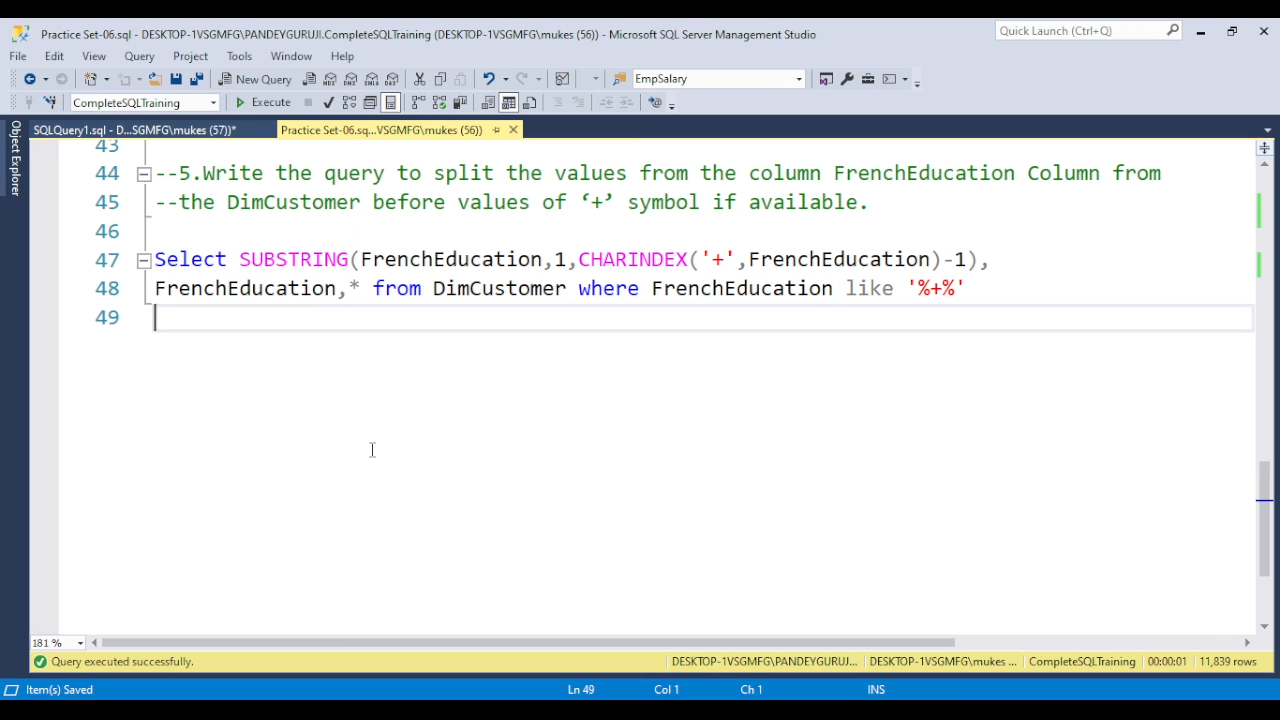 Practice Set-06.sql - DESKTOP-1VSGMFG\PANDEYGURUJI.CompleteSQLTraining (DESKTOP-1VSGMFG\mukes (56)) - Microsoft SQL Server Management Studio
Quick Launch (Ctrl+Q)
File Edit View Query Project Tools Window Help
New Query MDX DMX XMLA DAX EmpSalary
CompleteSQLTraining Execute
SQLQuery1.sql - D...SGMFG\mukes (57))* Practice Set-06.sq...VSGMFG\mukes (56))
Object Explorer
43
44 --5.Write the query to split the values from the column FrenchEducation Column from
45 --the DimCustomer before values of ‘+’ symbol if available.
46
47 Select SUBSTRING(FrenchEducation,1,CHARINDEX('+',FrenchEducation)-1),
48 FrenchEducation,* from DimCustomer where FrenchEducation like '%+%'
49
181 %
Query executed successfully. DESKTOP-1VSGMFG\PANDEYGURUJI... DESKTOP-1VSGMFG\mukes ... CompleteSQLTraining 00:00:01 11,839 rows
Item(s) Saved Ln 49 Col 1 Ch 1 INS